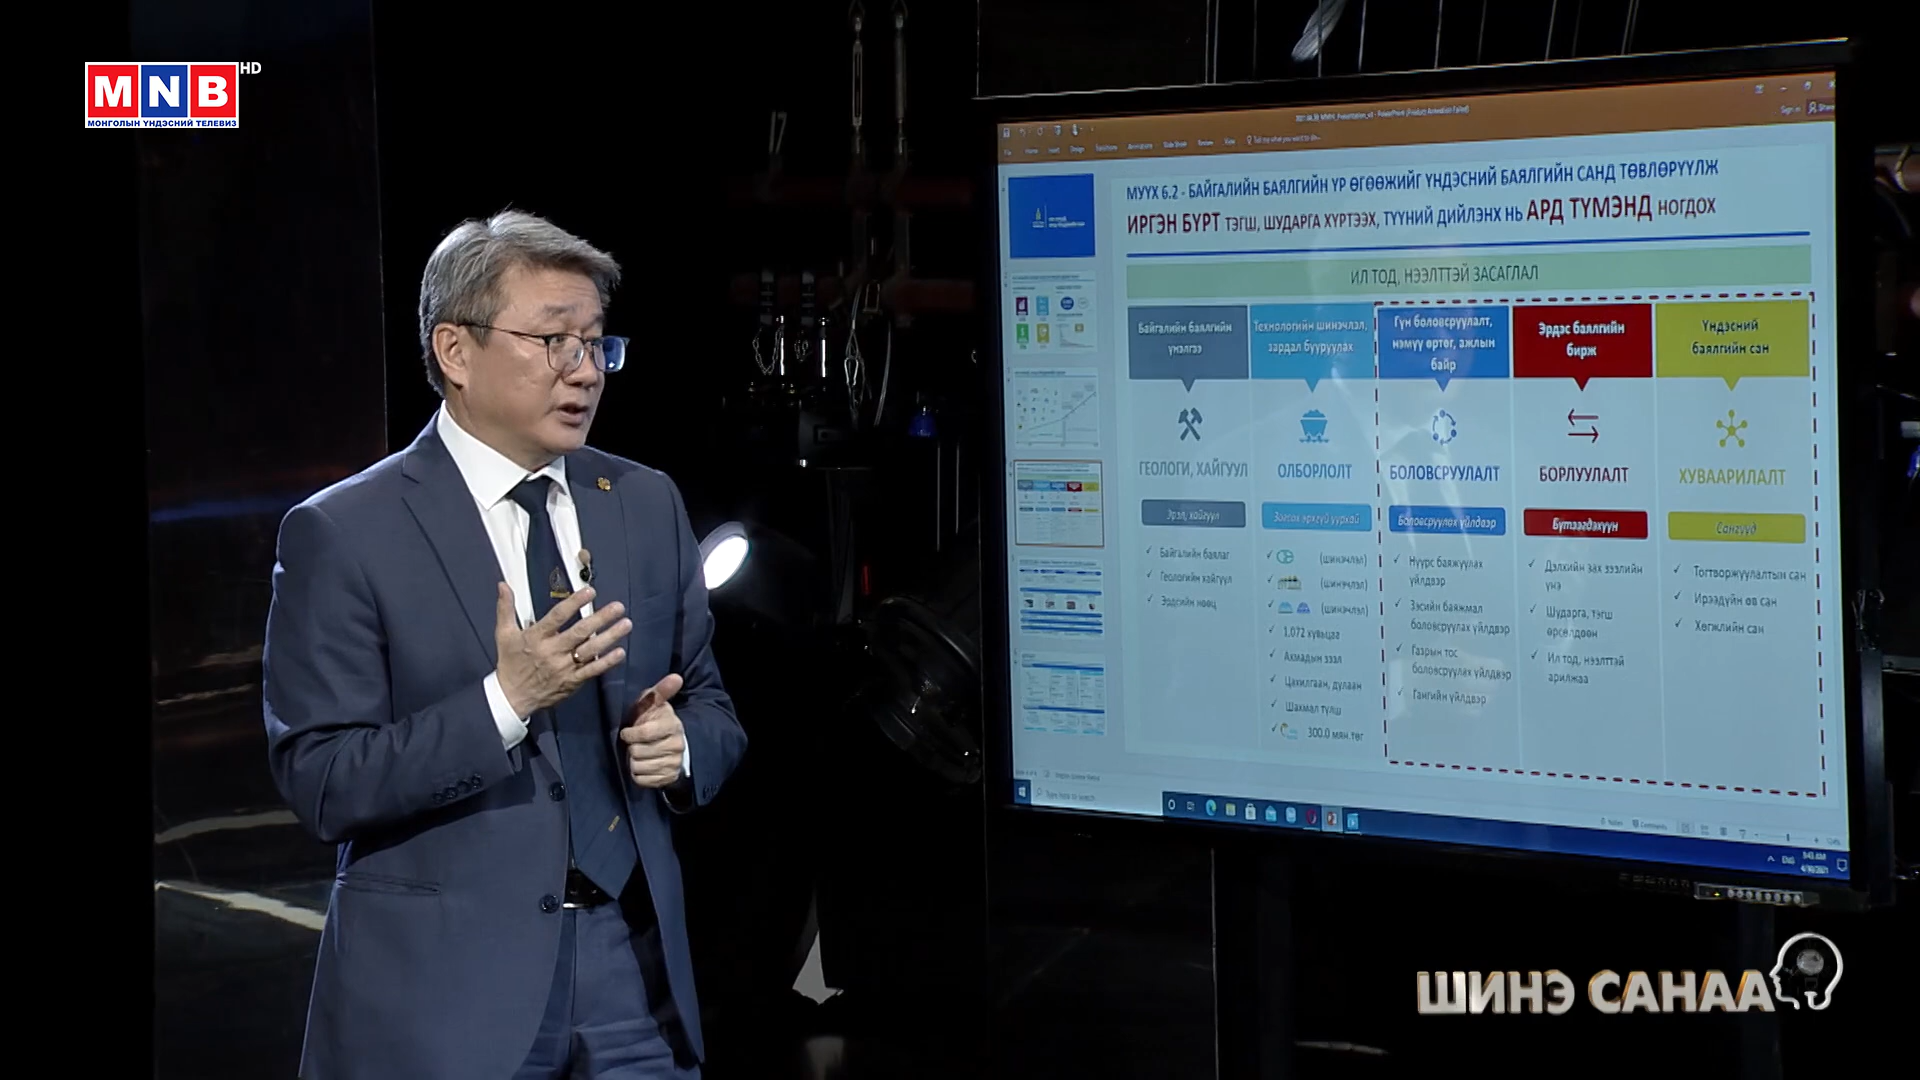 MNB HD
МОНГОЛЫН ҮНДЭСНИЙ ТЕЛЕВИЗ
МУҮХ 6.2 - БАЙГАЛИЙН БАЯЛГИЙН ҮР ӨГӨӨЖИЙГ ҮНДЭСНИЙ БАЯЛГИЙН САНД ТӨВЛӨРҮҮЛЖ
ИРГЭН БҮРТ ТЭГШ, ШУДАРГА ХҮРТЭЭХ, ТҮҮНИЙ ДИЙЛЭНХ НЬ АРД ТҮМЭНД НОГДОХ
ИЛ ТОД, НЭЭЛТТЭЙ ЗАСАГЛАЛ
Байгалийн баялгийн
үнэлгээ
ГЕОЛОГИ, ХАЙГУУЛ
Эрэл, хайгуул
Байгалийн баялаг
Геологийн хайгуул
Эрдсийн нөөц
Технологийн шинэчлэл,
зардал бууруулах
ОЛБОРЛОЛТ
Зогсох эрхгүй уурхай
(шинэчлэл)
(шинэчлэл)
(шинэчлэл)
1,072 хувьцаа
Ахмадын зээл
Цахилгаан, дулаан
Шахмал түлш
300.0 мян.төг
Гүн боловсруулалт,
нэмүү өртөг, ажлын
байр
БОЛОВСРУУЛАЛТ
Боловсруулах үйлдвэр
Нүүрс баяжуулах
үйлдвэр
Зэсийн баяжмал
боловсруулах үйлдвэр
Газрын тос
боловсруулах үйлдвэр
Гангийн үйлдвэр
Эрдэс баялгийн
бирж
БОРЛУУЛАЛТ
Бүтээгдэхүүн
Дэлхийн зах зээлийн
үнэ
Шударга, тэгш
өрсөлдөөн
Ил тод, нээлттэй
арилжаа
Үндэсний
баялгийн сан
ХУВААРИЛАЛТ
Сангууд
Тогтворжуулалтын сан
Ирээдүйн өв сан
Хөгжлийн сан
ШИНЭ САНАА